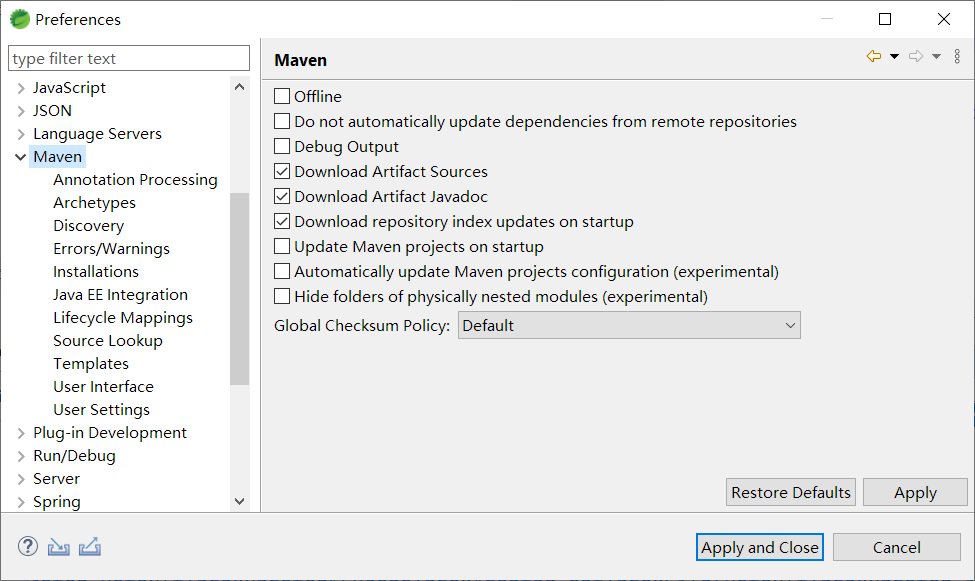 Preferences
type filter text
JavaScript
JSON
Language Servers
Maven
Annotation Processing
Archetypes
Discovery
Errors/Warnings
Installations
Java EE Integration
Lifecycle Mappings
Source Lookup
Templates
User Interface
User Settings
Plug-in Development
Run/Debug
Server
Spring
Maven
Offline
Do not automatically update dependencies from remote repositories
Debug Output
Download Artifact Sources
Download Artifact Javadoc
Download repository index updates on startup
Update Maven projects on startup
Automatically update Maven projects configuration (experimental)
Hide folders of physically nested modules (experimental)
Global Checksum Policy: Default
Restore Defaults Apply
Apply and Close Cancel